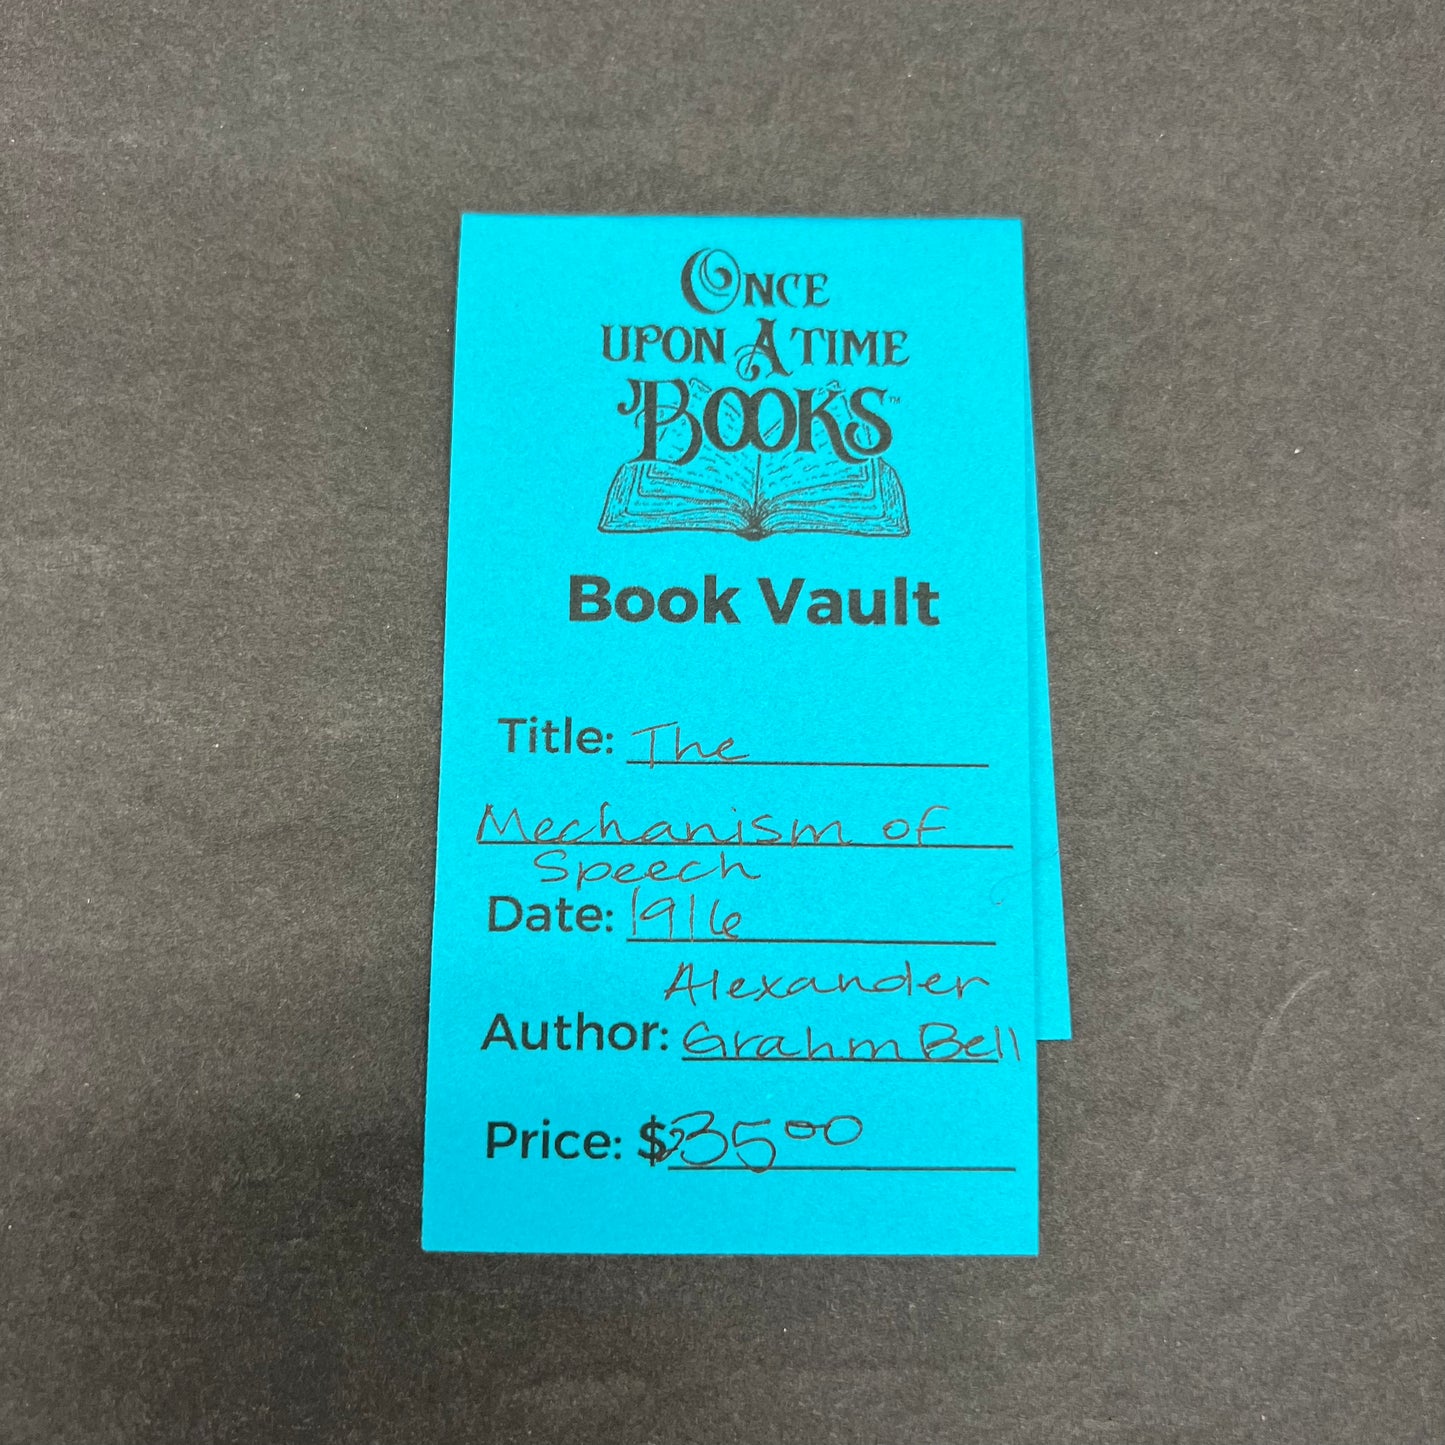 ONCE
UPON A TIME
BOOKS™
Book Vault
Title: The
Mechanism of
Speech
Date: 1916
Alexander
Author: Grahm Bell
Price: $35.00